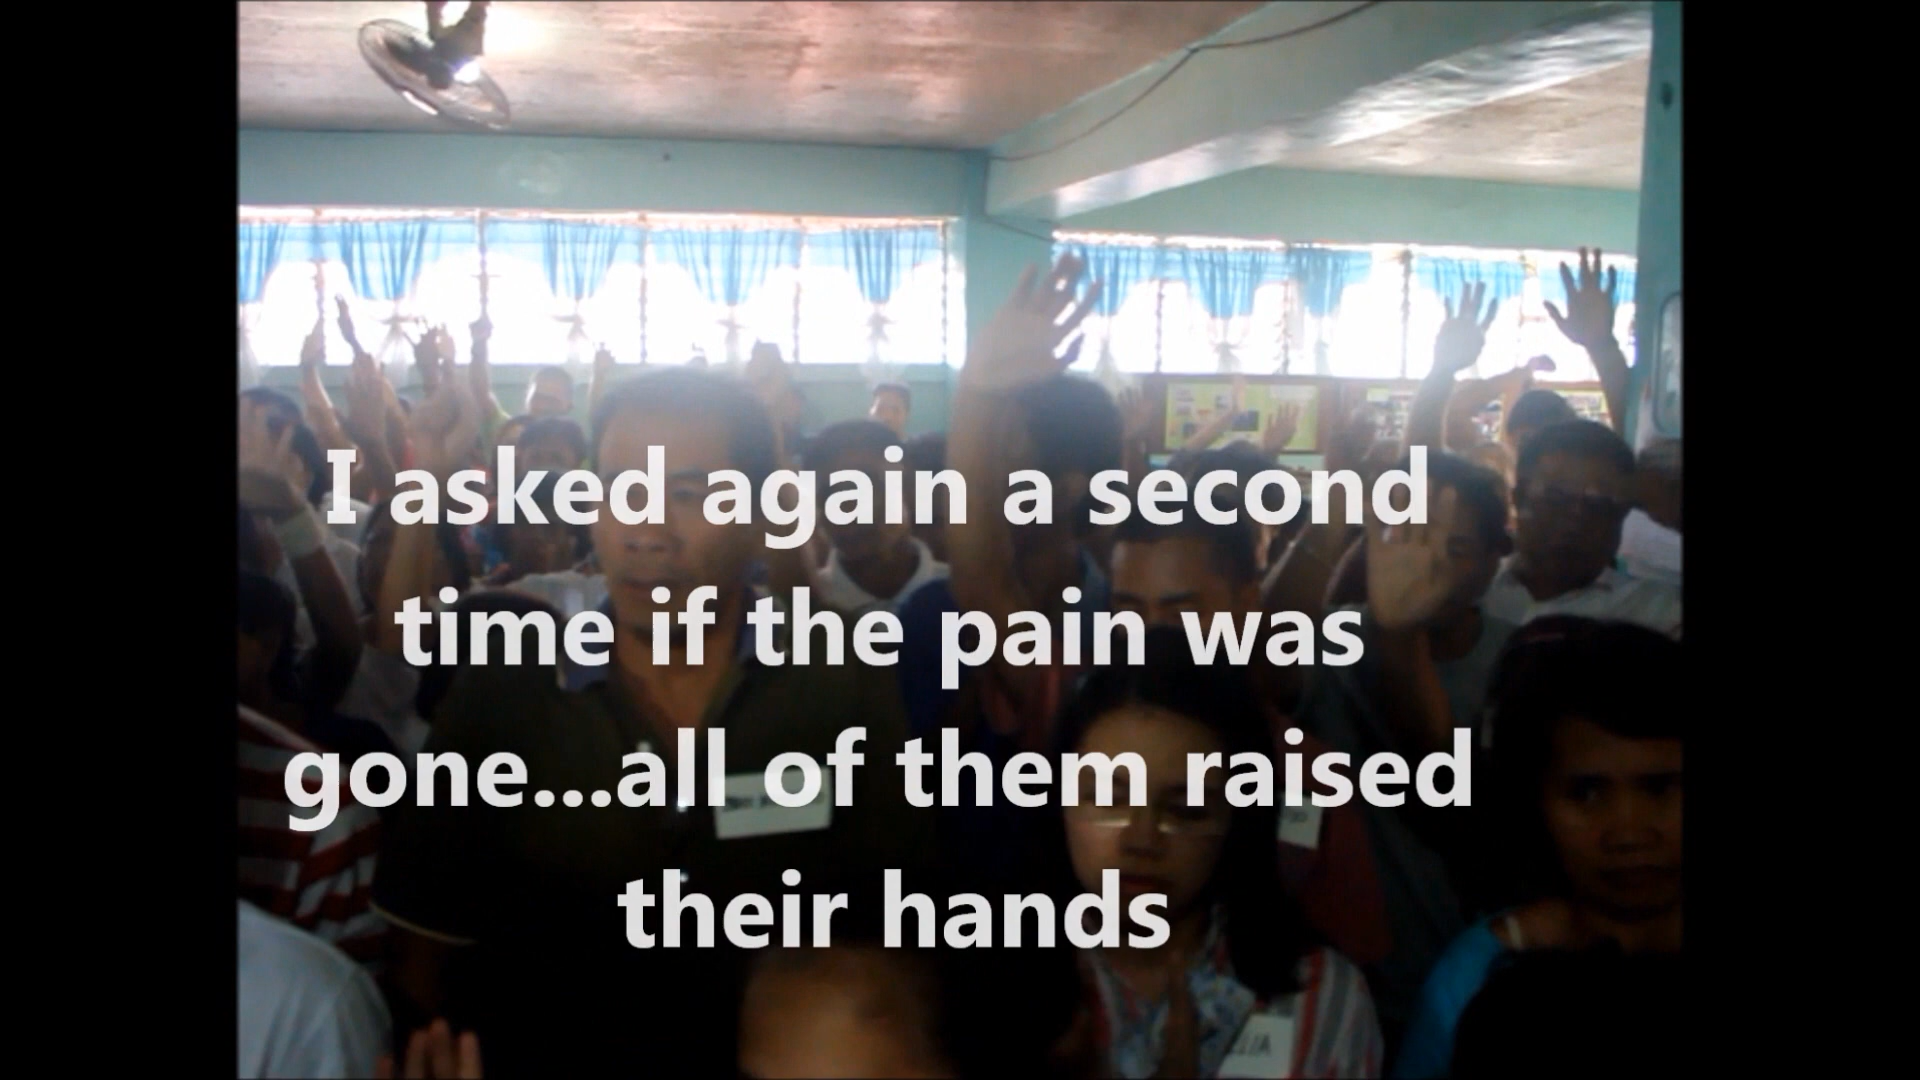 I asked again a second
time if the pain was
gone...all of them raised
their hands